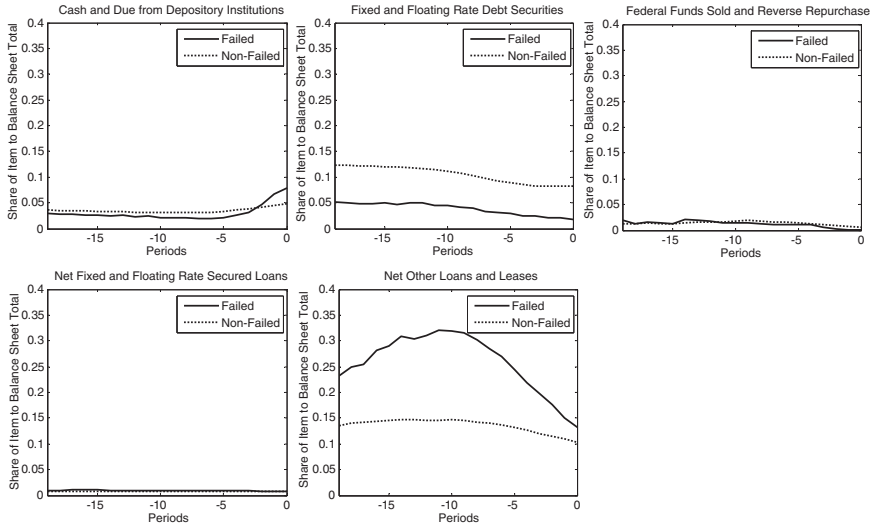 Cash and Due from Depository Institutions
Share of Item to Balance Sheet Total
0.4
0.35
0.3
0.25
0.2
0.15
0.1
0.05
0
-15
-10
-5
0
Periods
Failed
Non-Failed
Fixed and Floating Rate Debt Securities
Share of Item to Balance Sheet Total
0.4
0.35
0.3
0.25
0.2
0.15
0.1
0.05
0
-15
-10
-5
0
Periods
Failed
Non-Failed
Federal Funds Sold and Reverse Repurchase
Share of Item to Balance Sheet Total
0.4
0.35
0.3
0.25
0.2
0.15
0.1
0.05
0
-15
-10
-5
0
Periods
Failed
Non-Failed
Net Fixed and Floating Rate Secured Loans
Share of Item to Balance Sheet Total
0.4
0.35
0.3
0.25
0.2
0.15
0.1
0.05
0
-15
-10
-5
0
Periods
Failed
Non-Failed
Net Other Loans and Leases
Share of Item to Balance Sheet Total
0.4
0.35
0.3
0.25
0.2
0.15
0.1
0.05
0
-15
-10
-5
0
Periods
Failed
Non-Failed